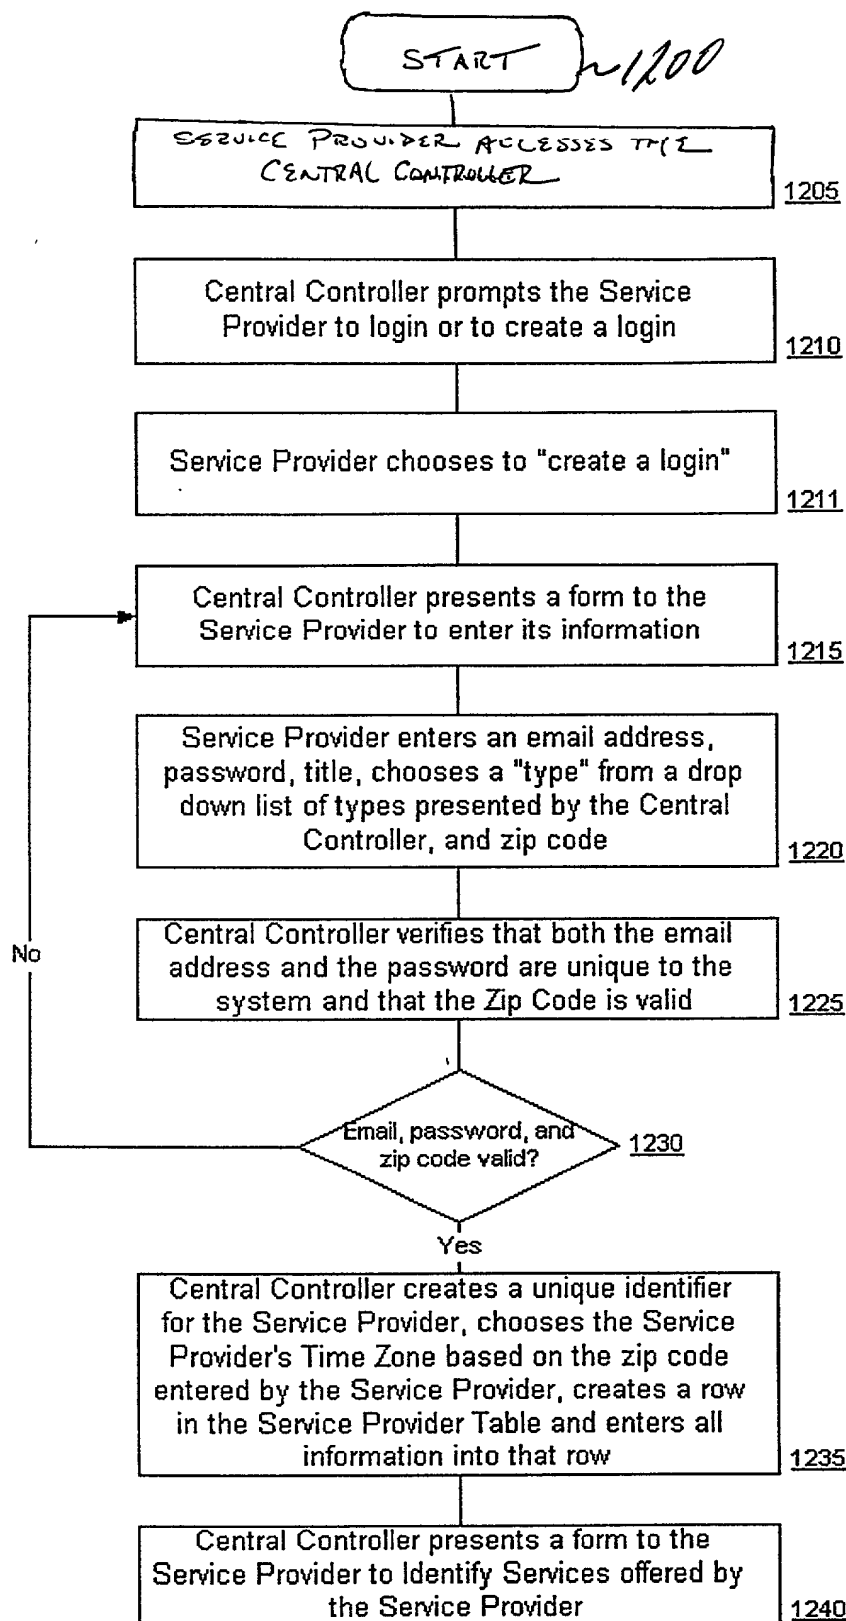 START
1200
SERVICE PROVIDER ACCESSES THE
CENTRAL CONTROLLER
1205
Central Controller prompts the Service
Provider to login or to create a login
1210
Service Provider chooses to "create a login"
1211
Central Controller presents a form to the
Service Provider to enter its information
1215
Service Provider enters an email address,
password, title, chooses a "type" from a drop
down list of types presented by the Central
Controller, and zip code
1220
Central Controller verifies that both the email
address and the password are unique to the
system and that the Zip Code is valid
1225
No
Email, password, and
zip code valid?
1230
Yes
Central Controller creates a unique identifier
for the Service Provider, chooses the Service
Provider's Time Zone based on the zip code
entered by the Service Provider, creates a row
in the Service Provider Table and enters all
information into that row
1235
Central Controller presents a form to the
Service Provider to Identify Services offered by
the Service Provider
1240